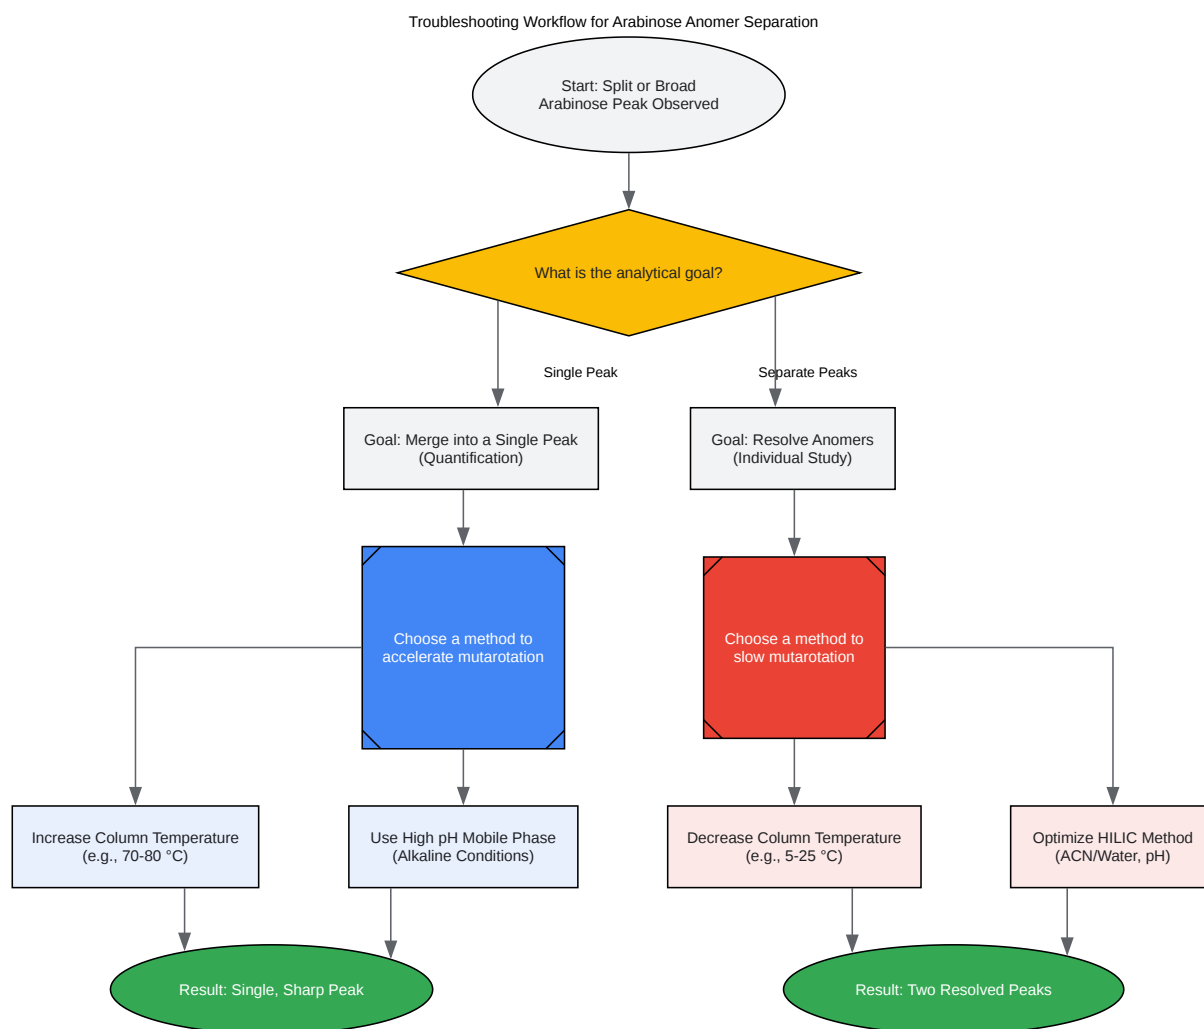 Troubleshooting Workflow for Arabinose Anomer Separation
Start: Split or Broad
Arabinose Peak Observed
What is the analytical goal?
Single Peak
Separate Peaks
Goal: Merge into a Single Peak
(Quantification)
Goal: Resolve Anomers
(Individual Study)
Choose a method to
accelerate mutarotation
Choose a method to
slow mutarotation
Increase Column Temperature
(e.g., 70-80 °C)
Use High pH Mobile Phase
(Alkaline Conditions)
Decrease Column Temperature
(e.g., 5-25 °C)
Optimize HILIC Method
(ACN/Water, pH)
Result: Single, Sharp Peak
Result: Two Resolved Peaks